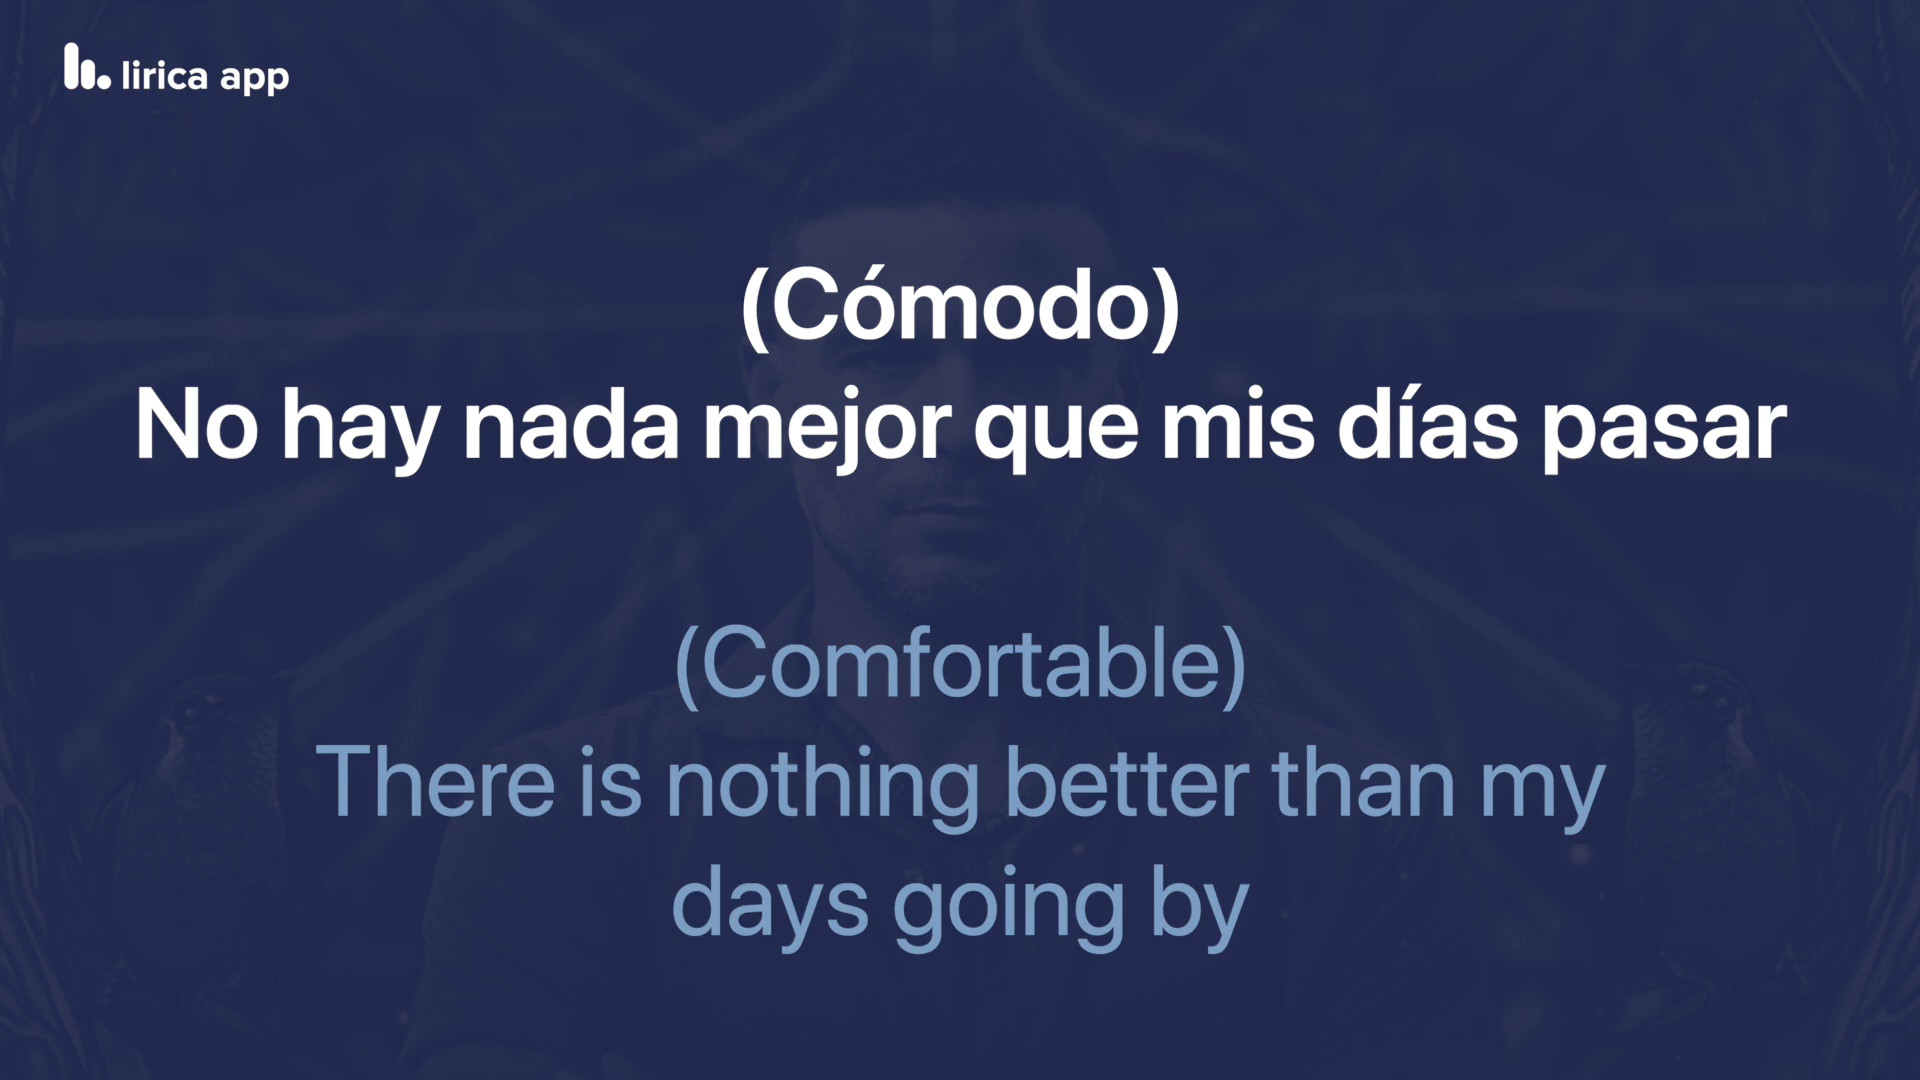 lirica app
(Cómodo)
No hay nada mejor que mis días pasar
(Comfortable)
There is nothing better than my
days going by